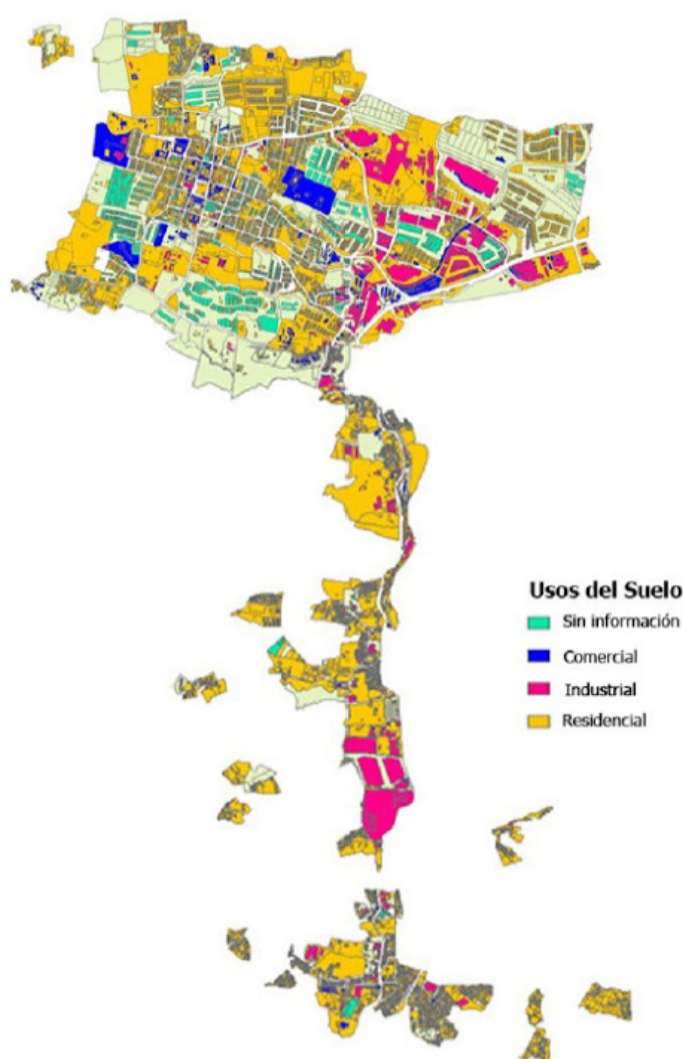 Usos del Suelo
Sin información
Comercial
Industrial
Residencial